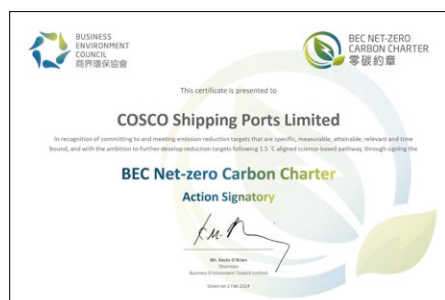 BUSINESS
ENVIRONMENT
COUNCIL
商界環保協會
BEC NET-ZERO
CARBON CHARTER
零碳約章
This certificate is presented to
COSCO Shipping Ports Limited
In recognition of committing to and meeting emission reduction targets that are specific, measurable, attainable, relevant and time
bound, and with the ambition to further develop reduction targets following 1.5 °C aligned science-based pathway, through signing the
BEC Net-zero Carbon Charter
Action Signatory
Mr. Kevin O'Brien
Chairman
Business Environment Council Limited
Given on 2 Feb 2024